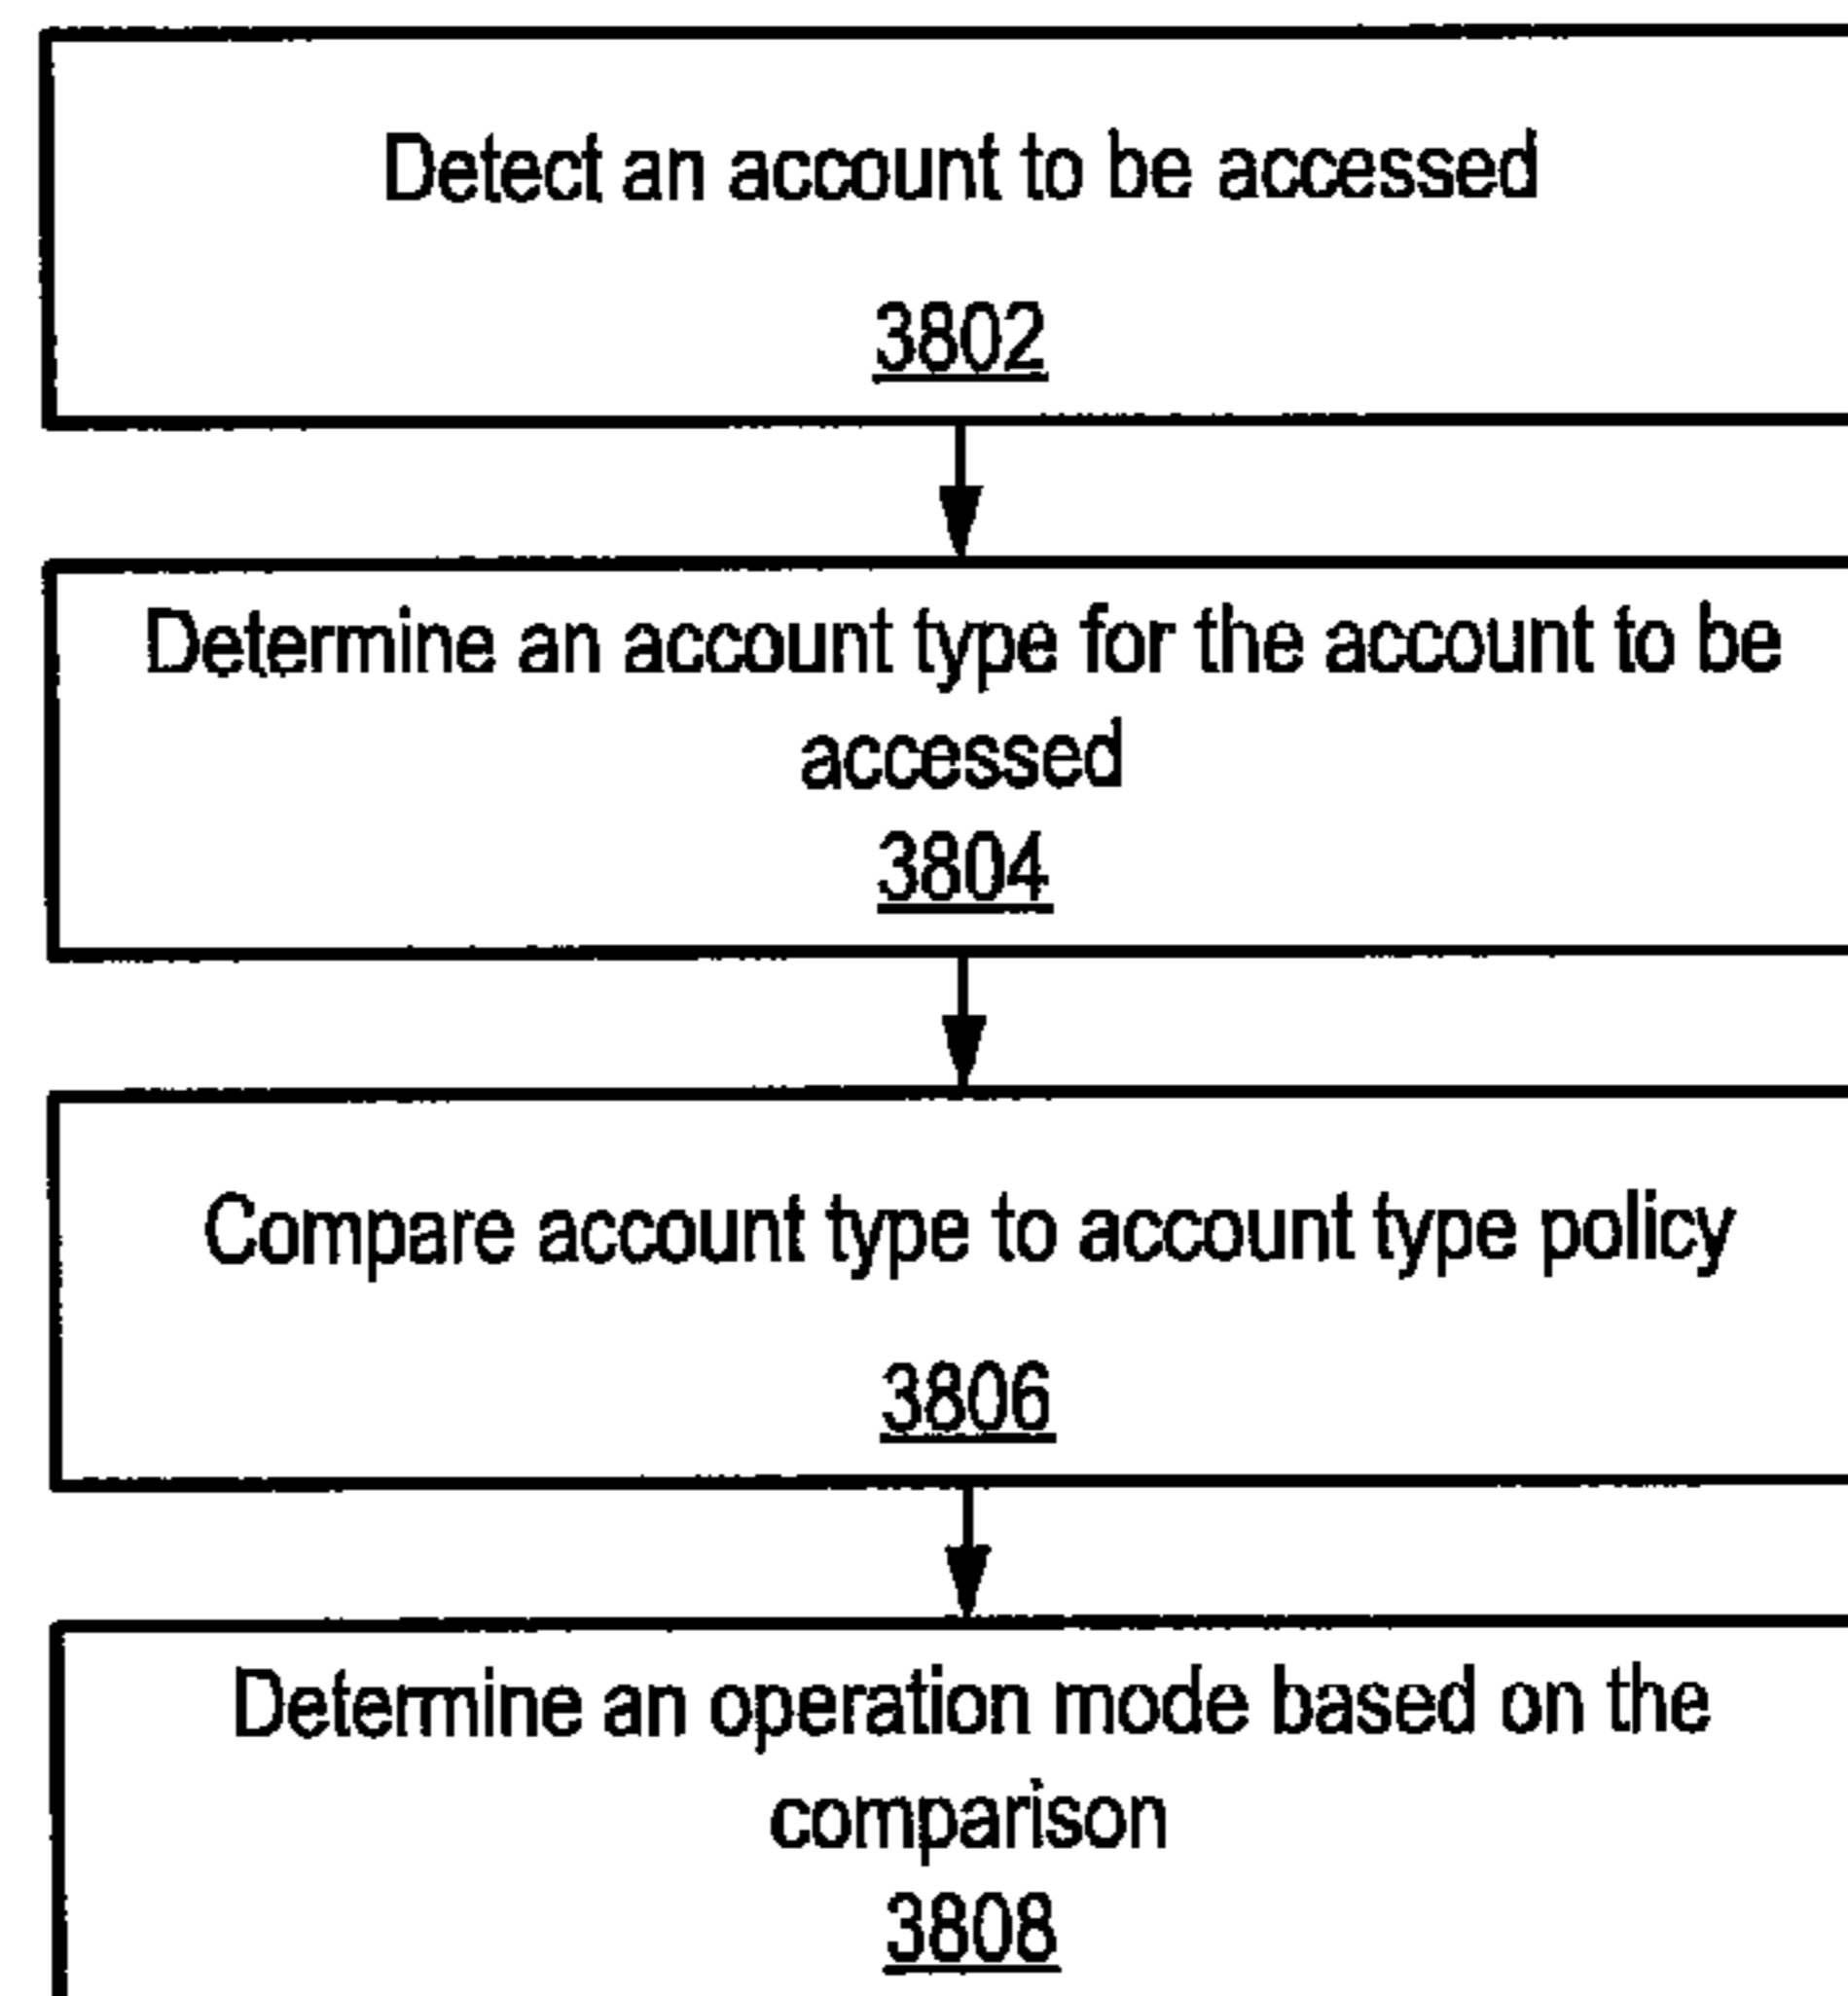 Detect an account to be accessed
3802
Determine an account type for the account to be
accessed
3804
Compare account type to account type policy
3806
Determine an operation mode based on the
comparison
3808